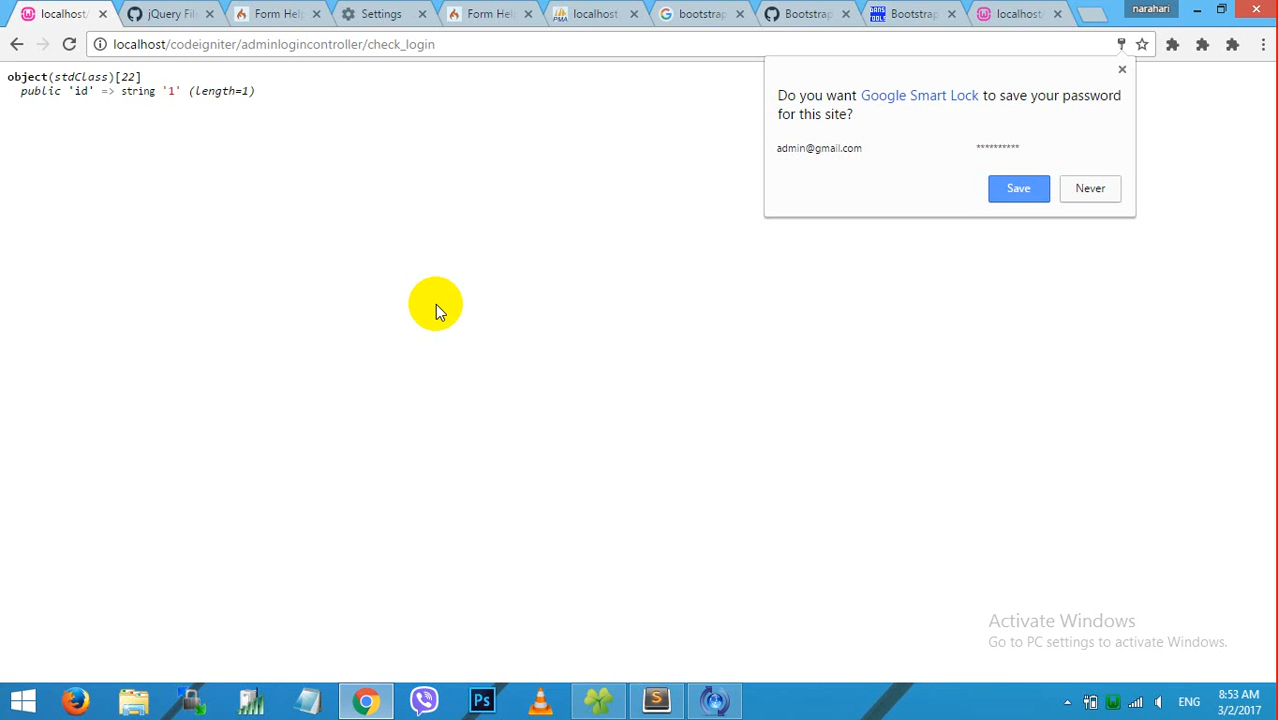 localhost/
jQuery Fil
Form Help
Settings
Form Hel
localhost
bootstrap
Bootstrap
Bootstrap
localhost/
narahari
localhost/codeigniter/adminlogincontroller/check_login
object(stdClass)[22]
public 'id' => string '1' (length=1)
Do you want Google Smart Lock to save your password
for this site?
admin@gmail.com **********
Save Never
Activate Windows
Go to PC settings to activate Windows.
Ps
S
ENG
8:53 AM
3/2/2017